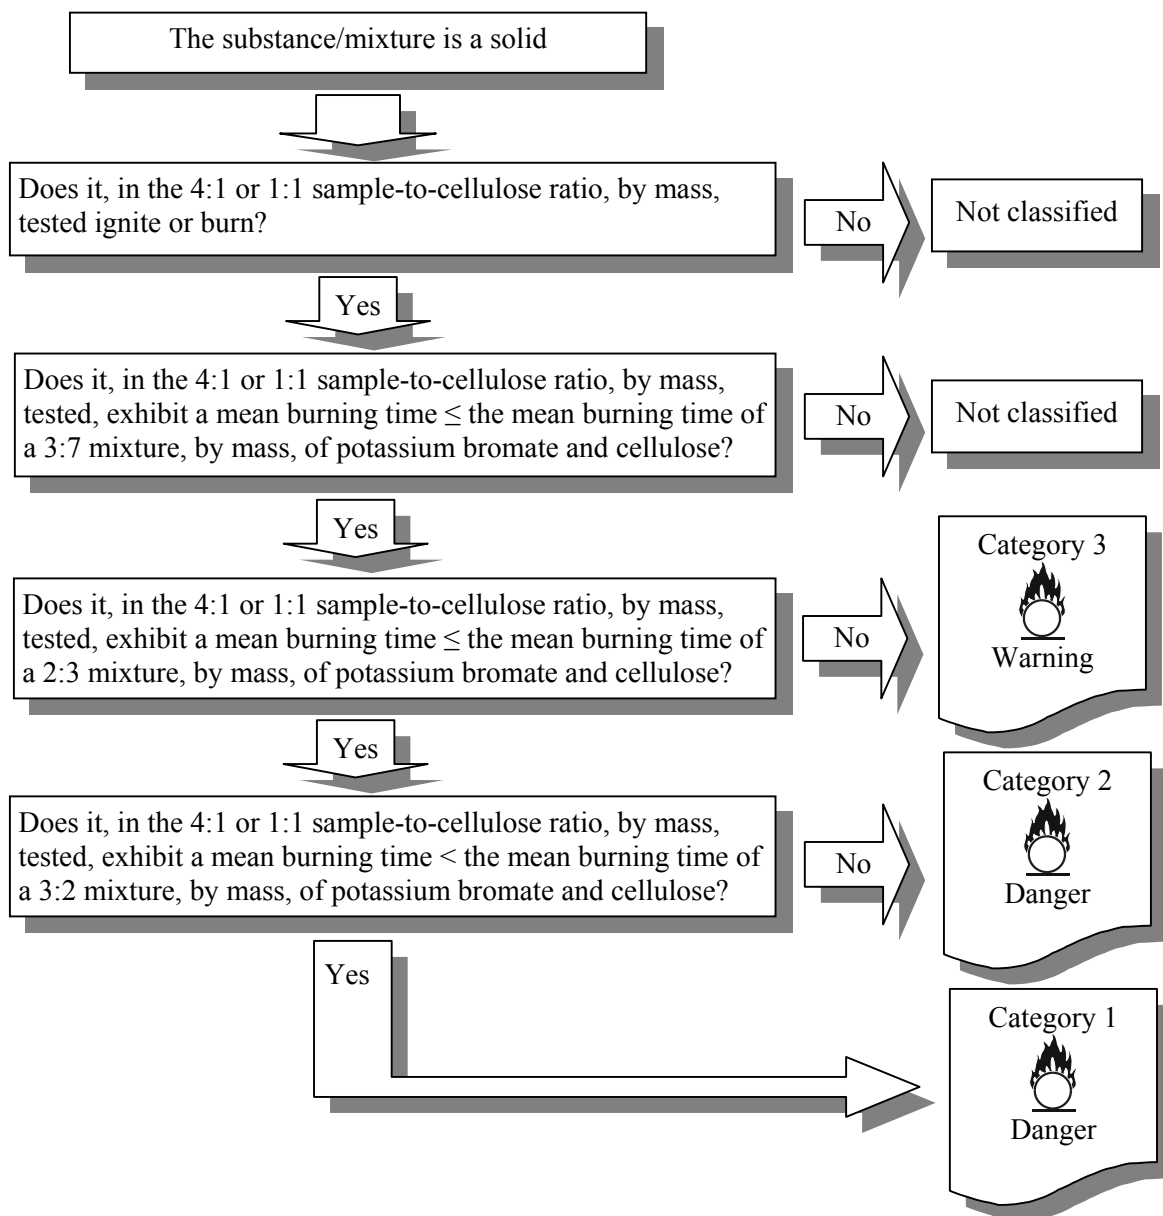 The substance/mixture is a solid
Does it, in the 4:1 or 1:1 sample-to-cellulose ratio, by mass,
tested ignite or burn?
No
Not classified
Yes
Does it, in the 4:1 or 1:1 sample-to-cellulose ratio, by mass,
tested, exhibit a mean burning time ≤ the mean burning time of
a 3:7 mixture, by mass, of potassium bromate and cellulose?
No
Not classified
Yes
Does it, in the 4:1 or 1:1 sample-to-cellulose ratio, by mass,
tested, exhibit a mean burning time ≤ the mean burning time of
a 2:3 mixture, by mass, of potassium bromate and cellulose?
No
Category 3
Warning
Yes
Does it, in the 4:1 or 1:1 sample-to-cellulose ratio, by mass,
tested, exhibit a mean burning time < the mean burning time of
a 3:2 mixture, by mass, of potassium bromate and cellulose?
No
Category 2
Danger
Yes
Category 1
Danger